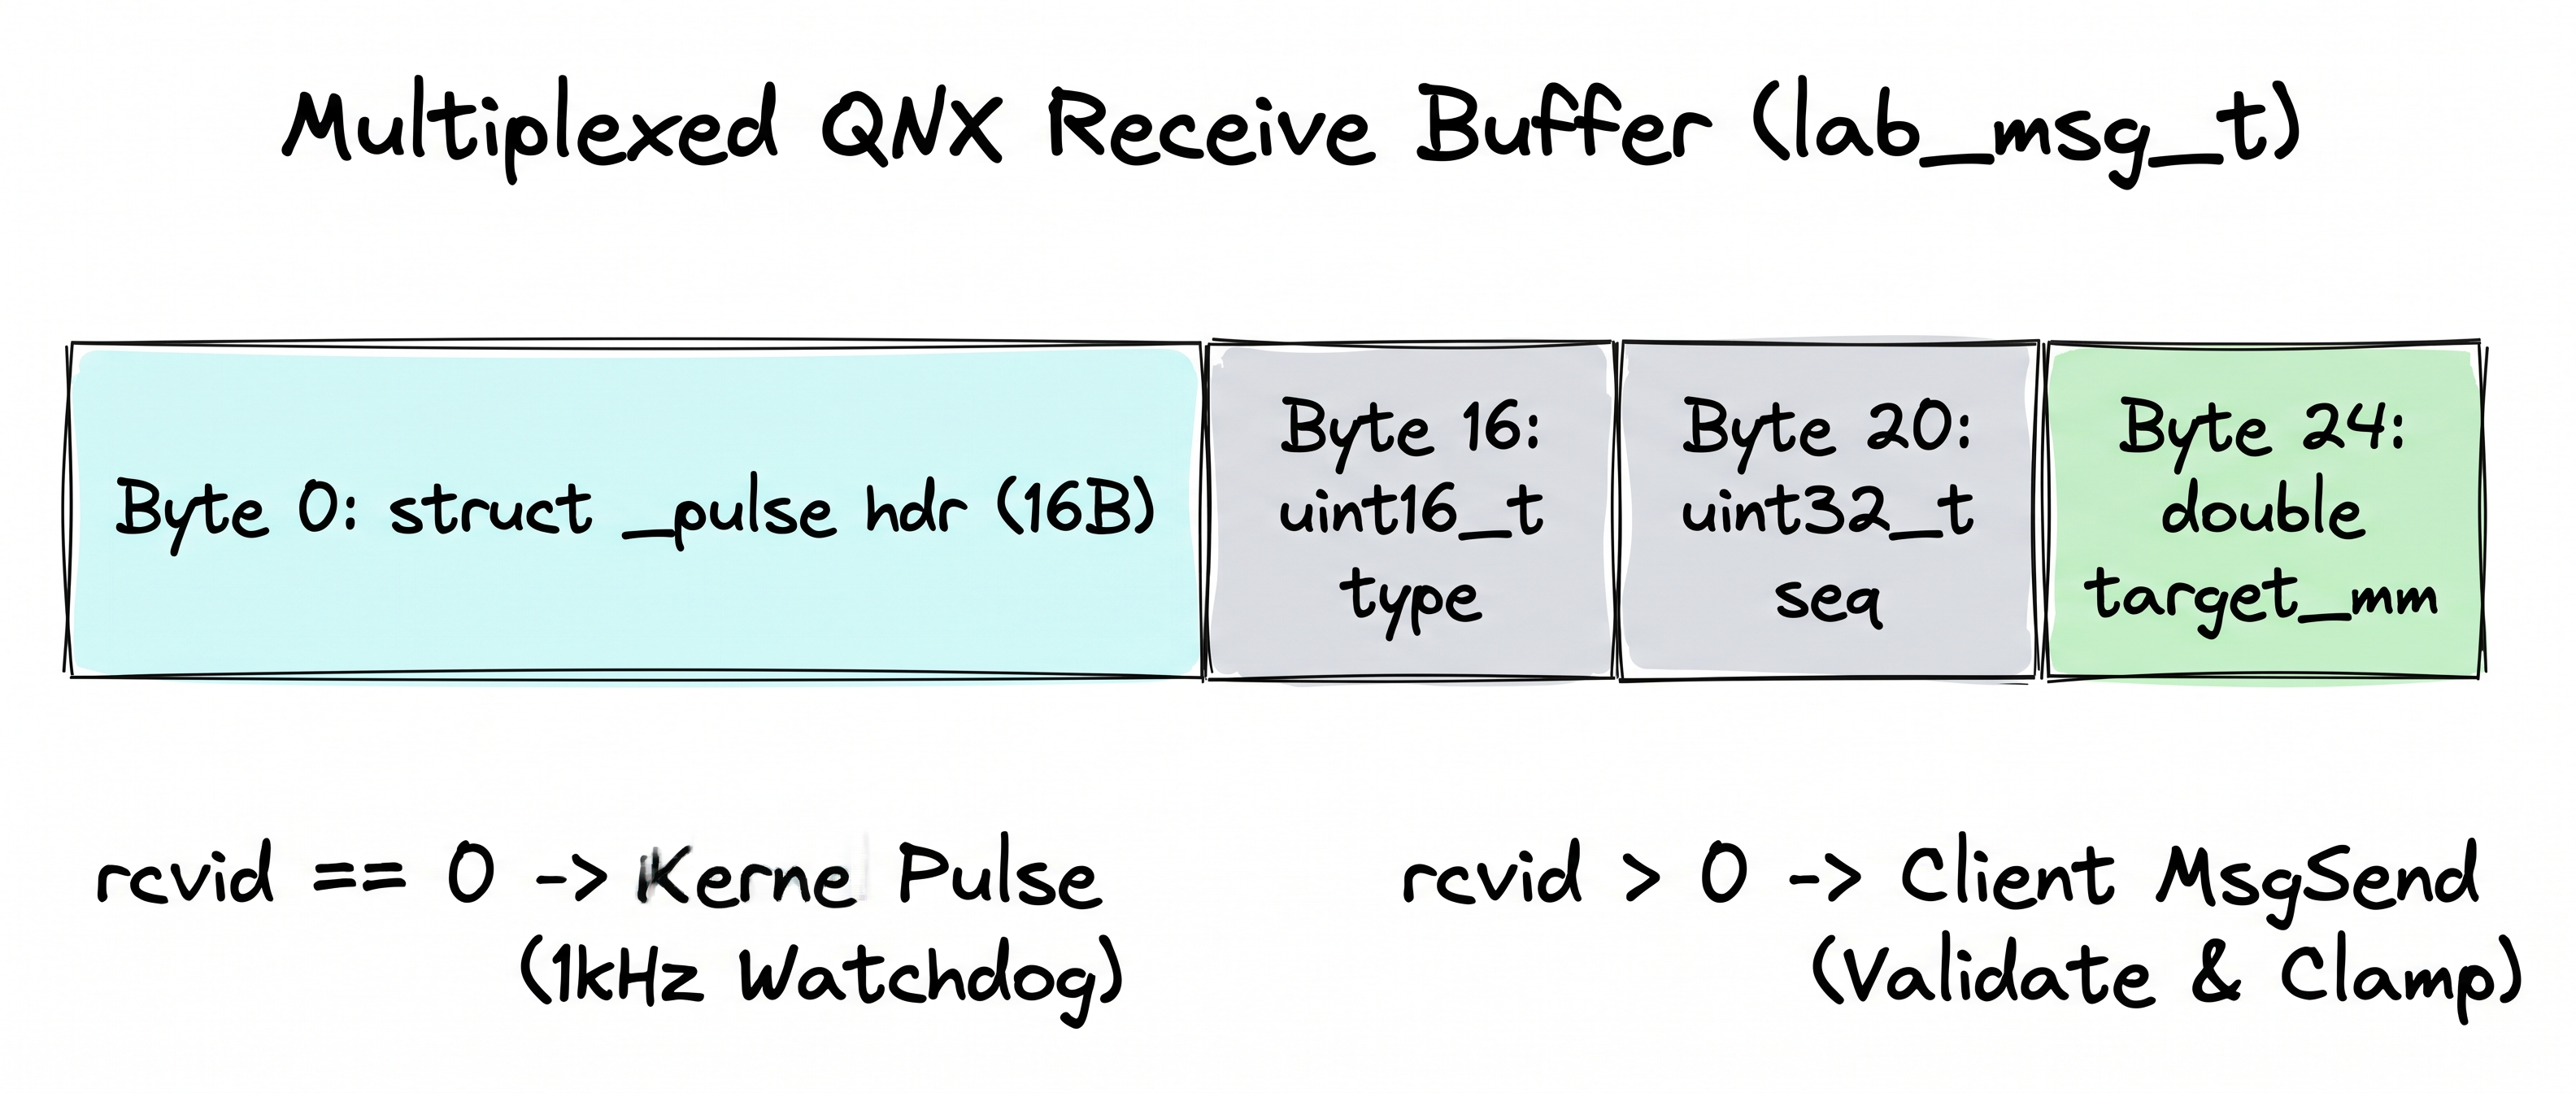 Multiplexed QNX Receive Buffer (lab_msg_t)
Byte 0: struct _pulse hdr (16B)
Byte 16:
uint16_t
type
Byte 20:
uint32_t
seq
Byte 24:
double
target_mm
rcvid == 0 -> Kerne Pulse
(1kHz Watchdog)
rcvid > 0 -> Client MsgSend
(Validate & Clamp)